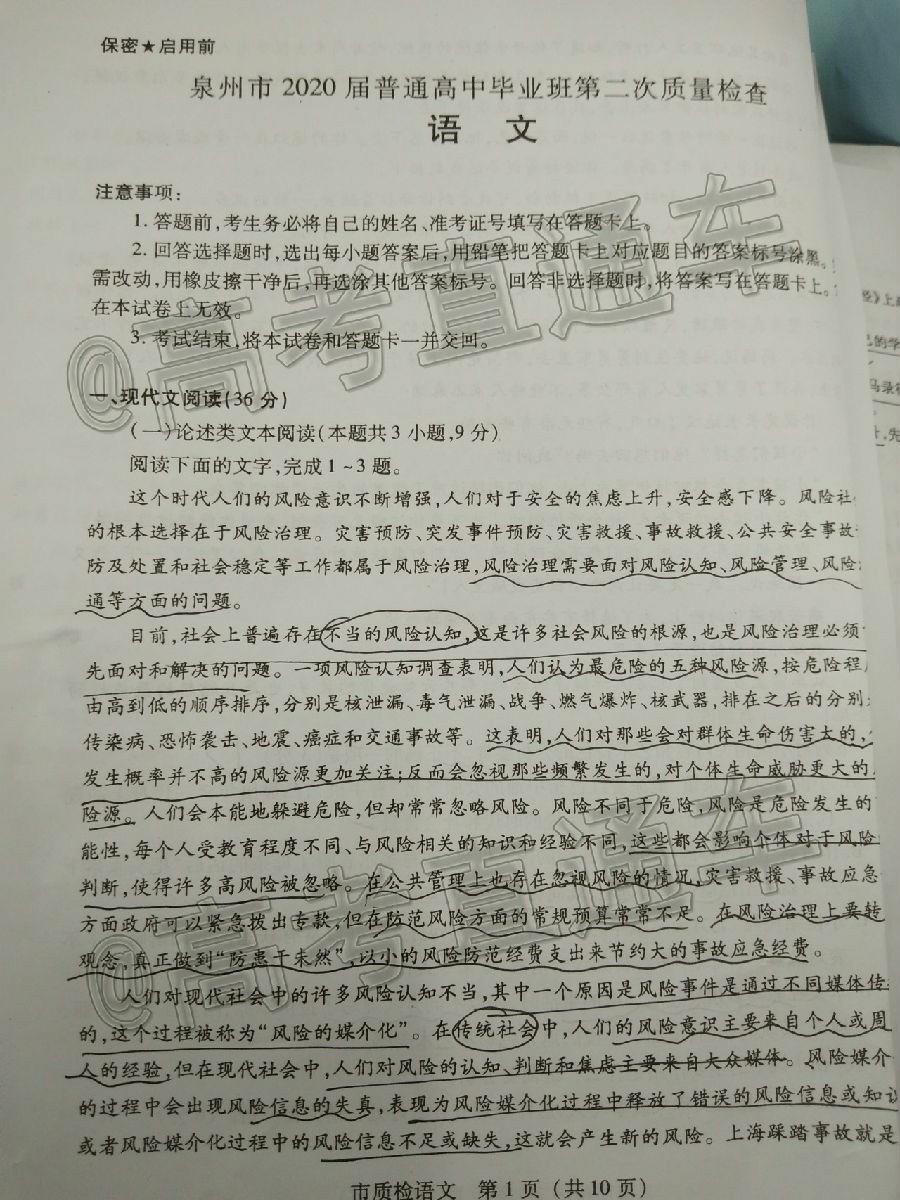 保密★启用前
泉州市2020届普通高中毕业班第二次质量检查
语 文
注意事项:
1.答题前,考生务必将自己的姓名、准考证号填写在答题卡上。
2.回答选择题时,选出每小题答案后,用铅笔把答题卡上对应题目的答案标号涂黑。
需改动,用橡皮擦干净后,再选涂其他答案标号。回答非选择题时,将答案写在答题卡上。
在本试卷上无效。
3.考试结束,将本试卷和答题卡一并交回。
一、现代文阅读(36分)
(一)论述类文本阅读(本题共3小题,9分)
阅读下面的文字,完成1~3题。
这个时代人们的风险意识不断增强,人们对于安全的焦虑上升,安全感下降。风险社
的根本选择在于风险治理。灾害预防、突发事件预防、灾害救援、事故救援、公共安全事故
防及处置和社会稳定等工作都属于风险治理,风险治理需要面对风险认知、风险管理、风险
通等方面的问题。
目前,社会上普遍存在不当的风险认知,这是许多社会风险的根源,也是风险治理必须
先面对和解决的问题。一项风险认知调查表明,人们认为最危险的五种风险源,按危险程
由高到低的顺序排序,分别是核泄漏、毒气泄漏、战争、燃气爆炸、核武器,排在之后的分别
传染病、恐怖袭击、地震、癌症和交通事故等。这表明,人们对那些会对群体生命伤害大的,
发生概率并不高的风险源更加关注;反而会忽视那些频繁发生的,对个体生命威胁更大的
险源。人们会本能地躲避危险,但却常常忽略风险。风险不同于危险,风险是危险发生的
能性,每个人受教育程度不同、与风险相关的知识和经验不同,这些都会影响个体对于风险
判断,使得许多高风险被忽略。在公共管理上也存在忽视风险的情况,灾害救援、事故应急
方面政府可以紧急拨出专款,但在防范风险方面的常规预算常常不足。在风险治理上要转
观念,真正做到“防患于未然”,以小的风险防范经费支出来节约大的事故应急经费。
人们对现代社会中的许多风险认知不当,其中一个原因是风险事件是通过不同媒体传
的,这个过程被称为“风险的媒介化”。在传统社会中,人们的风险意识主要来自个人或周
人的经验,但在现代社会中,人们对风险的认知、判断和焦虑主要来自大众媒体。风险媒介
的过程中会出现风险信息的失真,表现为风险媒介化过程中释放了错误的风险信息或知
或者风险媒介化过程中的风险信息不足或缺失,这就会产生新的风险。上海踩踏事故就是
市质检语文 第1页(共10页)
@高考直通车
@高考直通车